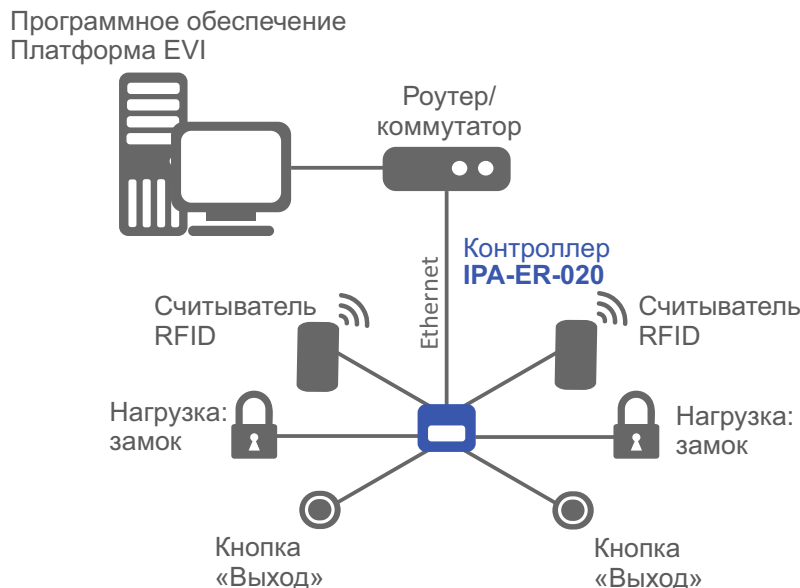 Программное обеспечение
Платформа EVI
Роутер/
коммутатор
Ethernet
Контроллер
IPA-ER-020
Считыватель
RFID
Считыватель
RFID
Нагрузка:
замок
Нагрузка:
замок
Кнопка
«Выход»
Кнопка
«Выход»